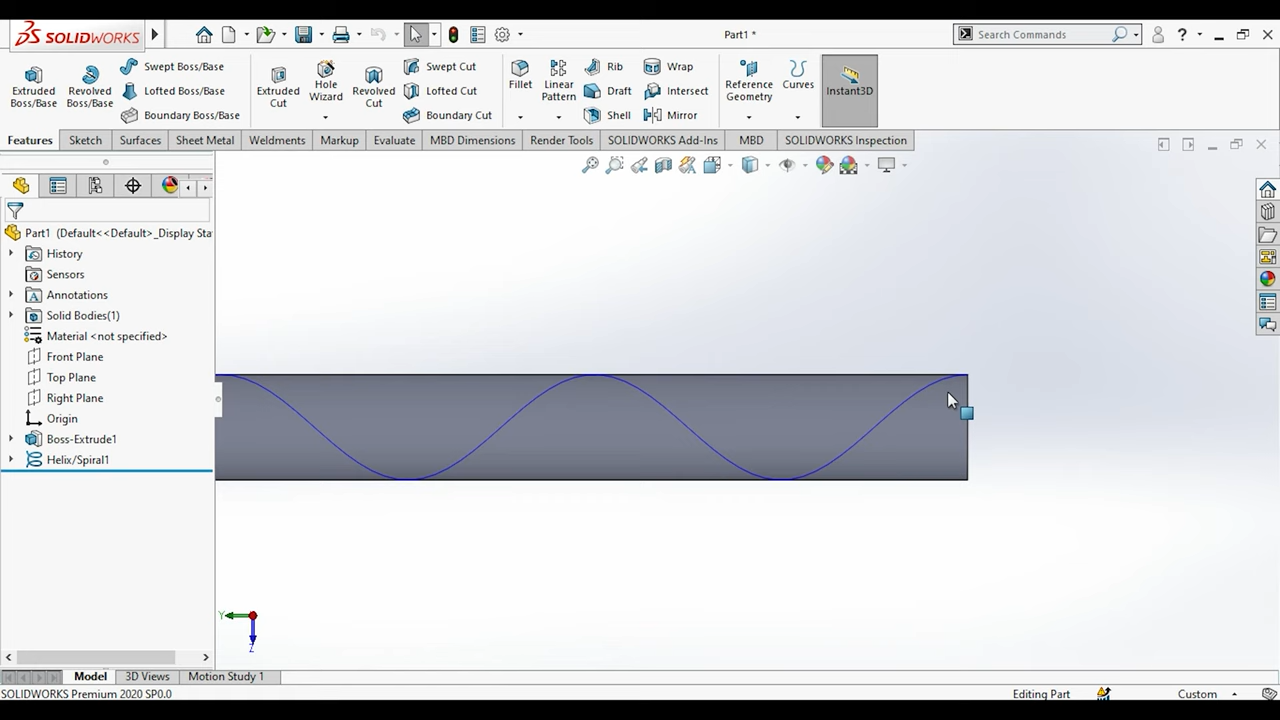 SOLIDWORKS
Part1 *
Search Commands
Extruded Boss/Base
Revolved Boss/Base
Swept Boss/Base
Lofted Boss/Base
Boundary Boss/Base
Extruded Cut
Hole Wizard
Revolved Cut
Swept Cut
Lofted Cut
Boundary Cut
Fillet
Linear Pattern
Rib
Draft
Shell
Wrap
Intersect
Mirror
Reference Geometry
Curves
Instant3D
Features Sketch Surfaces Sheet Metal Weldments Markup Evaluate MBD Dimensions Render Tools SOLIDWORKS Add-Ins MBD SOLIDWORKS Inspection
Part1 (Default<<Default>_Display Sta
History
Sensors
Annotations
Solid Bodies(1)
Material <not specified>
Front Plane
Top Plane
Right Plane
Origin
Boss-Extrude1
Helix/Spiral1
Y
Z
Model 3D Views Motion Study 1
SOLIDWORKS Premium 2020 SP0.0
Editing Part
Custom